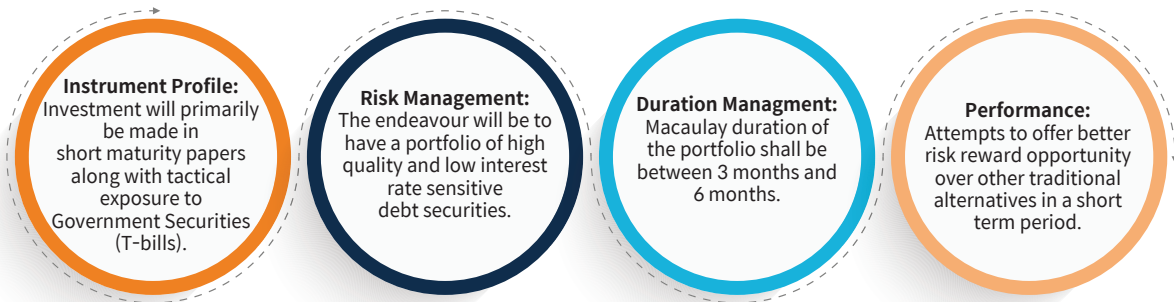 Instrument Profile:
Investment will primarily
be made in
short maturity papers
along with tactical
exposure to
Government Securities
(T-bills).
Risk Management:
The endeavour will be to
have a portfolio of high
quality and low interest
rate sensitive
debt securities.
Duration Managment:
Macaulay duration of
the portfolio shall be
between 3 months and
6 months.
Performance:
Attempts to offer better
risk reward opportunity
over other traditional
alternatives in a short
term period.